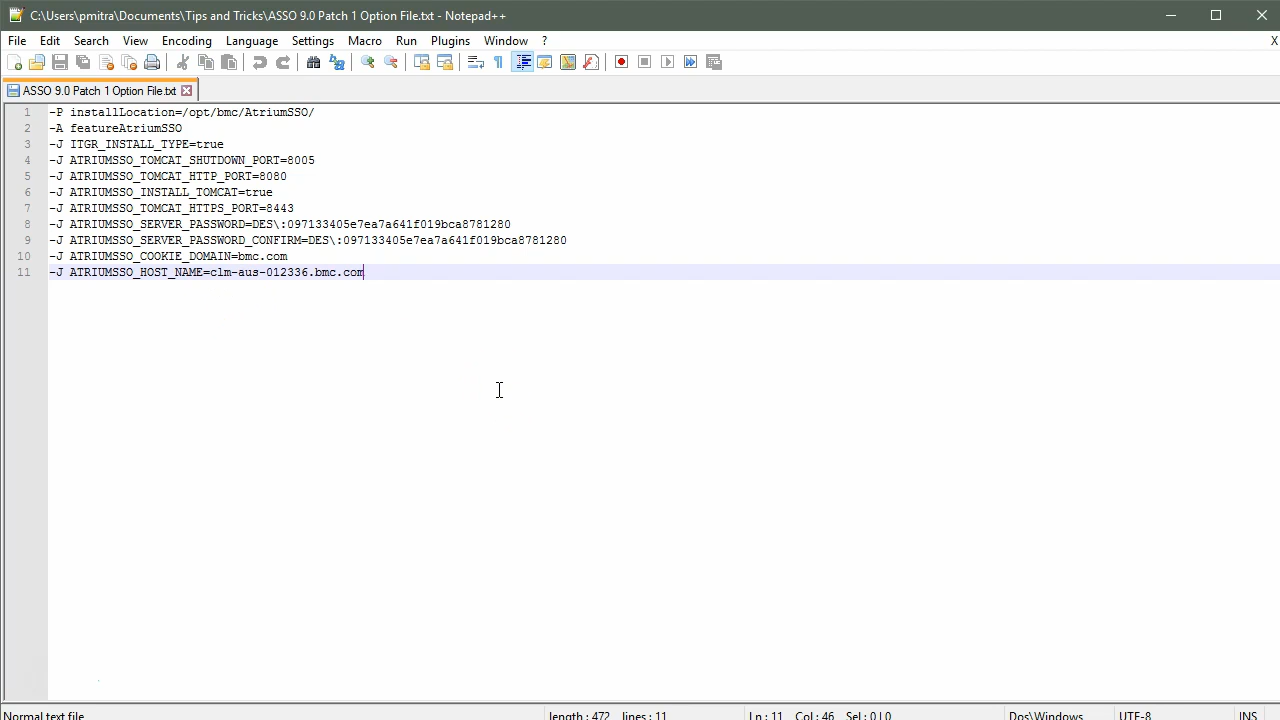 C:\Users\pmitra\Documents\Tips and Tricks\ASSO 9.0 Patch 1 Option File.txt - Notepad++
File Edit Search View Encoding Language Settings Macro Run Plugins Window ? X
ASSO 9.0 Patch 1 Option File.txt
1 -P installLocation=/opt/bmc/AtriumSSO/
2 -A featureAtriumSSO
3 -J ITGR_INSTALL_TYPE=true
4 -J ATRIUMSSO_TOMCAT_SHUTDOWN_PORT=8005
5 -J ATRIUMSSO_TOMCAT_HTTP_PORT=8080
6 -J ATRIUMSSO_INSTALL_TOMCAT=true
7 -J ATRIUMSSO_TOMCAT_HTTPS_PORT=8443
8 -J ATRIUMSSO_SERVER_PASSWORD=DES\:097133405e7ea7a641f019bca8781280
9 -J ATRIUMSSO_SERVER_PASSWORD_CONFIRM=DES\:097133405e7ea7a641f019bca8781280
10 -J ATRIUMSSO_COOKIE_DOMAIN=bmc.com
11 -J ATRIUMSSO_HOST_NAME=clm-aus-012336.bmc.com
Normal text file length : 472 lines : 11 Ln : 11 Col : 46 Sel : 0 | 0 Dos\Windows UTF-8 INS